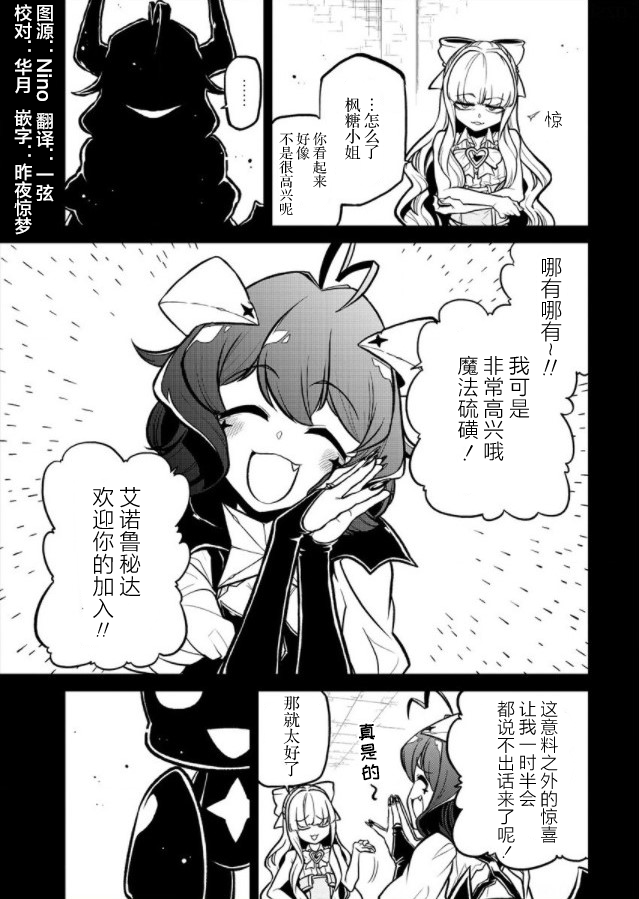 图源：Nino 翻译：一弦
校对：华月 嵌字：昨夜惊梦
惊
…怎么了
枫糖小姐
你看起来
好像
不是很高兴呢
…
……
哪有哪有~!!
我可是
非常高兴哦
魔法硫磺！
艾诺鲁秘达
欢迎你的加入!!
这意料之外的惊喜
让我一时半会
都说不出话来了呢！
真是的~
那就太好了